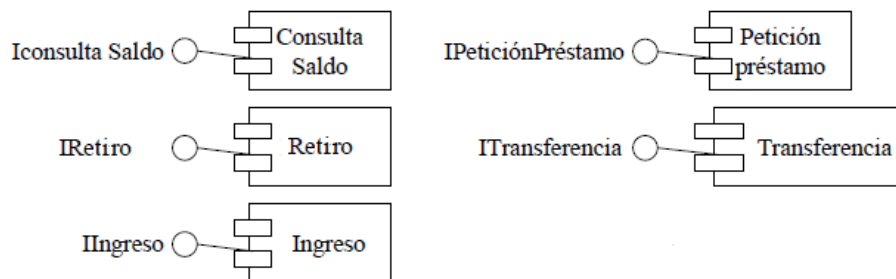 Iconsulta Saldo
Consulta
Saldo
IPeticiónPréstamo
Petición
préstamo
IRetiro
Retiro
ITransferencia
Transferencia
IIngreso
Ingreso